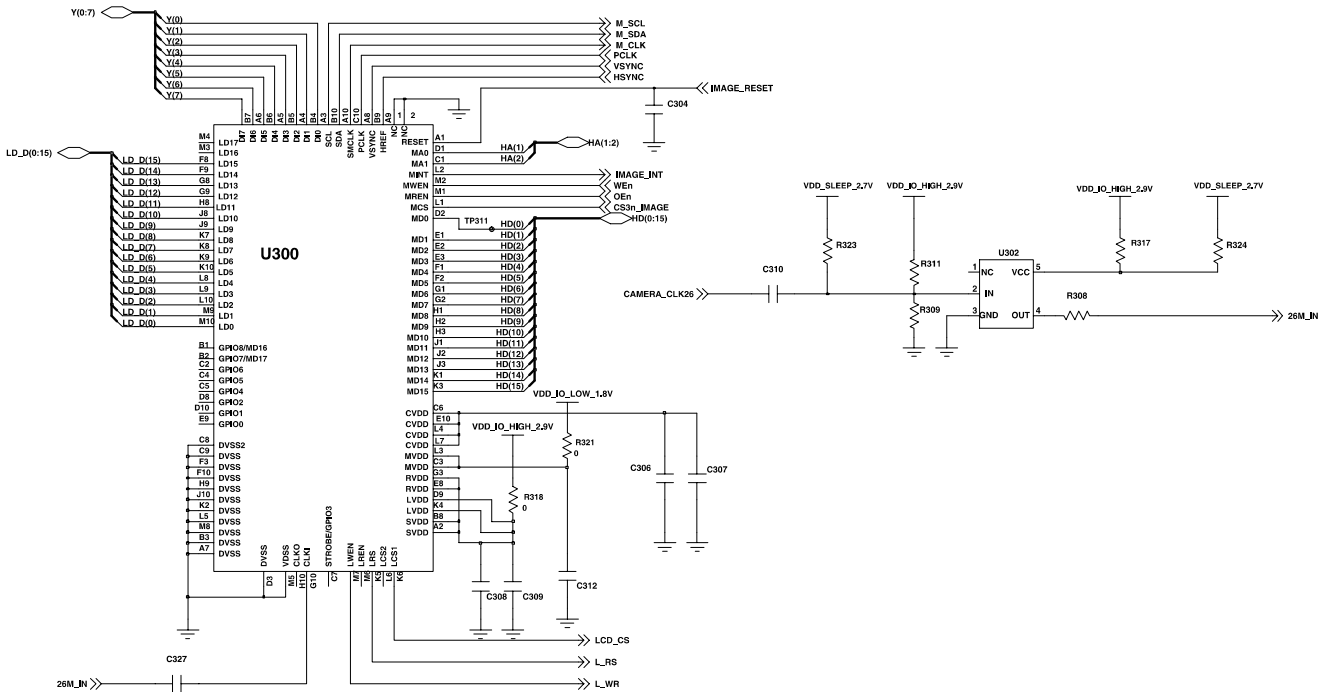 Y(0:7)
Y(0)
Y(1)
Y(2)
Y(3)
Y(4)
Y(5)
Y(6)
Y(7)
M_SCL
M_SDA
M_CLK
PCLK
VSYNC
HSYNC
IMAGE_RESET
C304
B7 B6 A6 B5 A5 A4 B4 A3 B10 A10 C10 A8 B9 A9 1 2
DI7 DI6 DI5 DI4 DI3 DI2 DI1 DI0 SCL SDA SMCLK PCLK VSYNC HREF NC NC
LD_D(0:15)
M4 LD17
M3 LD16
LD_D(15) F8 LD15
LD_D(14) F9 LD14
LD_D(13) G8 LD13
LD_D(12) G9 LD12
LD_D(11) H8 LD11
LD_D(10) J8 LD10
LD_D(9) J9 LD9
LD_D(8) K7 LD8
LD_D(7) K8 LD7
LD_D(6) K9 LD6
LD_D(5) K10 LD5
LD_D(4) L8 LD4
LD_D(3) L9 LD3
LD_D(2) L10 LD2
LD_D(1) M9 LD1
LD_D(0) M10 LD0
B1 GPIO8/MD16
B2 GPIO7/MD17
C2 GPIO6
C4 GPIO5
C5 GPIO4
D8 GPIO2
D10 GPIO1
E9 GPIO0
C8 DVSS2
C9 DVSS
F3 DVSS
F10 DVSS
H9 DVSS
J10 DVSS
K2 DVSS
L5 DVSS
M8 DVSS
B3 DVSS
A7 DVSS
U300
RESET A1
MA0 D1 HA(1)
MA1 C1 HA(2)
HA(1:2)
MINT L2 IMAGE_INT
MWEN M2 WEn
MREN M1 OEn
MCS L1 CS3n_IMAGE
MD0 D2 TP311 HD(0)
HD(0:15)
MD1 E1 HD(1)
MD2 E2 HD(2)
MD3 E3 HD(3)
MD4 F1 HD(4)
MD5 F2 HD(5)
MD6 G1 HD(6)
MD7 G2 HD(7)
MD8 H1 HD(8)
MD9 H2 HD(9)
MD10 H3 HD(10)
MD11 J1 HD(11)
MD12 J2 HD(12)
MD13 J3 HD(13)
MD14 K1 HD(14)
MD15 K3 HD(15)
CVDD C6
CVDD E10
CVDD L4
CVDD L7
MVDD L3
MVDD C3
RVDD G3
RVDD E8
LVDD D9
LVDD K4
SVDD B8
SVDD A2
VDD_IO_LOW_1.8V
VDD_IO_HIGH_2.9V
R321
0
R318
0
C306
C307
C308
C309
C312
DVSS VDSS CLKO CLKI STROBE/GPIO3 LWEN LREN LRS LCS2 LCS1
D3 M5 H10 G10 C7 M7 M6 K5 L6 K6
LCD_CS
L_RS
L_WR
C327
26M_IN
VDD_SLEEP_2.7V
VDD_IO_HIGH_2.9V
VDD_IO_HIGH_2.9V
VDD_SLEEP_2.7V
R323
R311
R309
R317
R324
C310
CAMERA_CLK26
U302
1 NC
2 IN
3 GND
VCC 5
OUT 4
R308
26M_IN